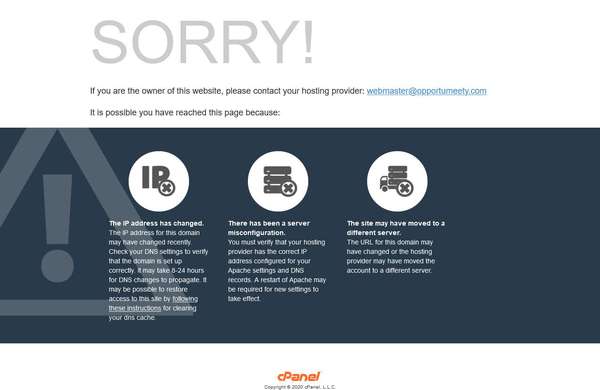 SORRY!
If you are the owner of this website, please contact your hosting provider: webmaster@opportumeety.com
It is possible you have reached this page because:
IP
The IP address has changed.
The IP address for this domain
may have changed recently.
Check your DNS settings to verify
that the domain is set up
correctly. It may take 8-24 hours
for DNS changes to propagate. It
may be possible to restore
access to this site by following
these instructions for clearing
your dns cache.
There has been a server
misconfiguration.
You must verify that your hosting
provider has the correct IP
address configured for your
Apache settings and DNS
records. A restart of Apache may
be required for new settings to
take effect.
The site may have moved to a
different server.
The URL for this domain may
have changed or the hosting
provider may have moved the
account to a different server.
cPanel
Copyright © 2020 cPanel, L.L.C.